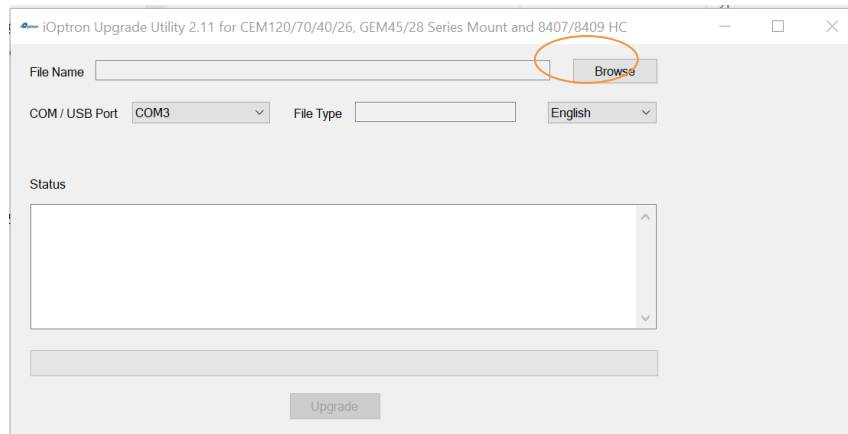 iOptron Upgrade Utility 2.11 for CEM120/70/40/26, GEM45/28 Series Mount and 8407/8409 HC
File Name Browse
COM / USB Port COM3 File Type English
Status
Upgrade